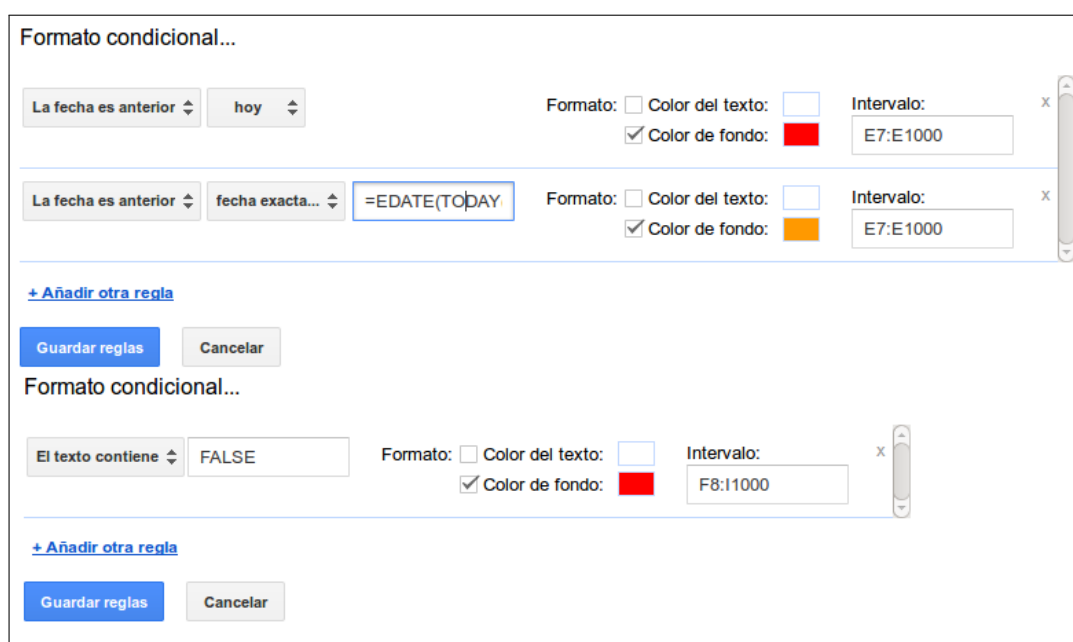 Formato condicional...
La fecha es anterior hoy Formato: Color del texto: Intervalo: x
Color de fondo: E7:E1000
La fecha es anterior fecha exacta... =EDATE(TODAY Formato: Color del texto: Intervalo: x
Color de fondo: E7:E1000
+ Añadir otra regla
Guardar reglas Cancelar
Formato condicional...
El texto contiene FALSE Formato: Color del texto: Intervalo: x
Color de fondo: F8:I1000
+ Añadir otra regla
Guardar reglas Cancelar